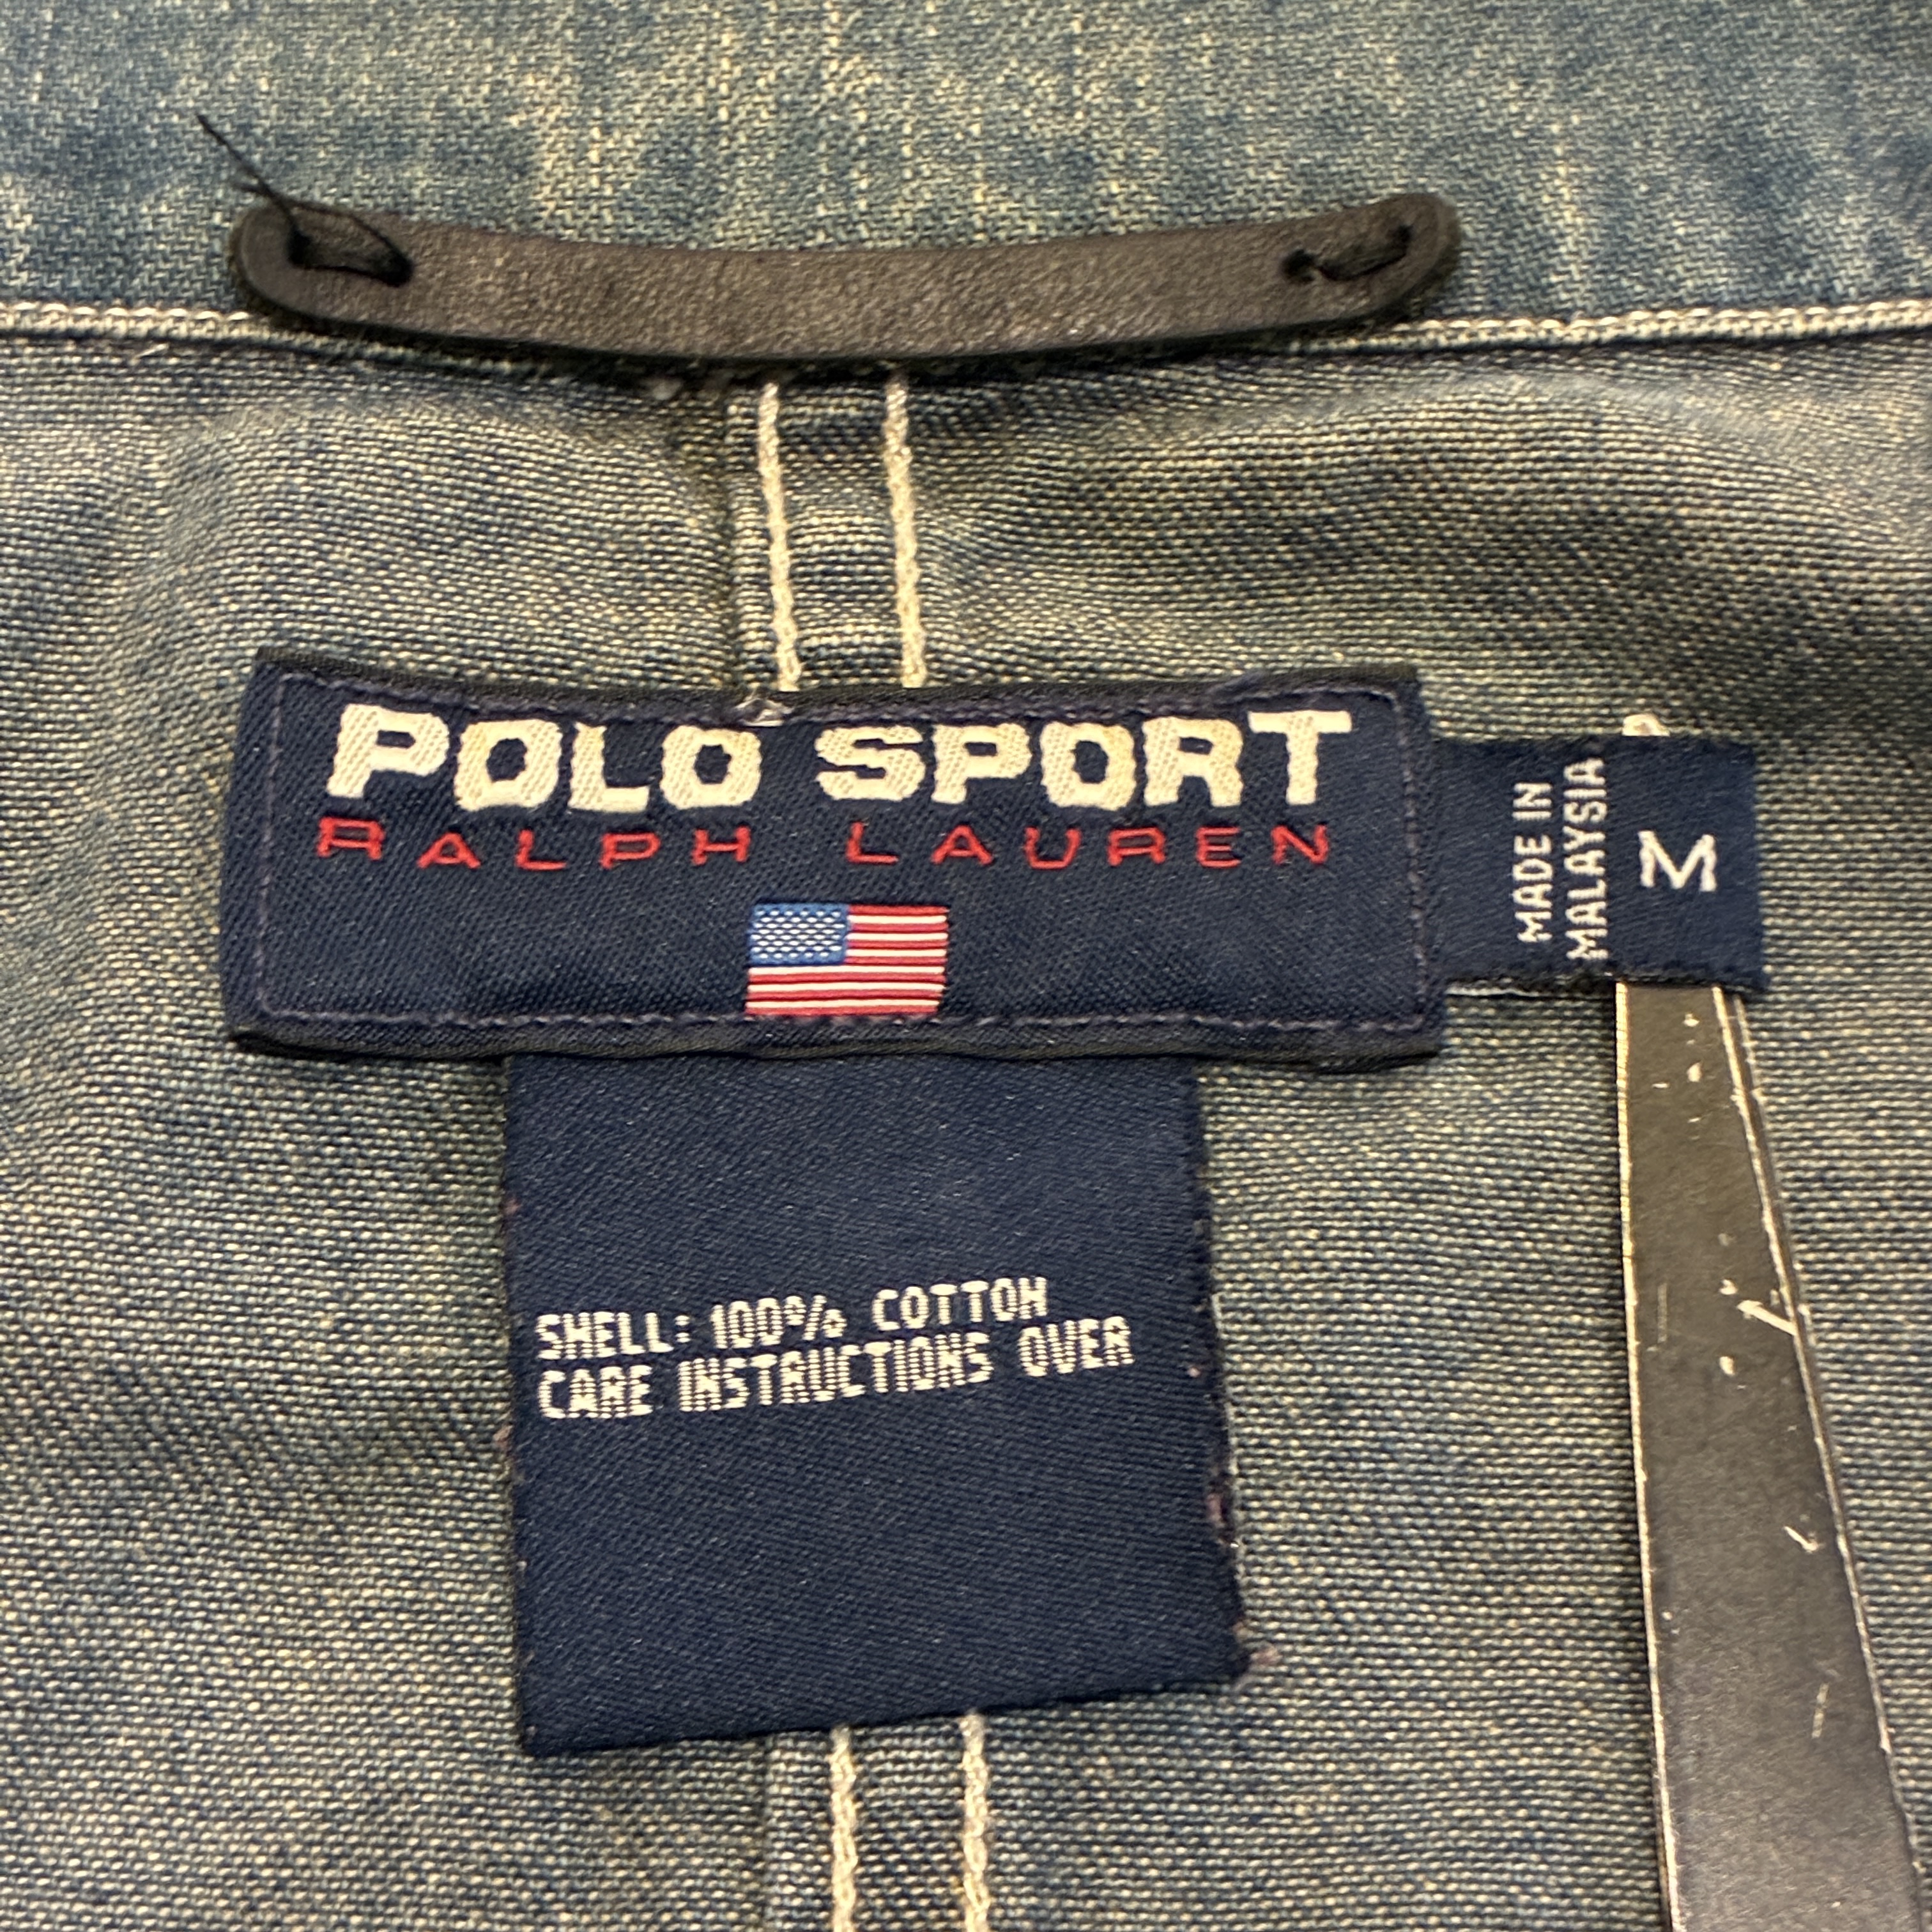 POLO SPORT
RALPH LAUREN
MADE IN
MALAYSIA
M
SHELL: 100% COTTON
CARE INSTRUCTIONS OVER